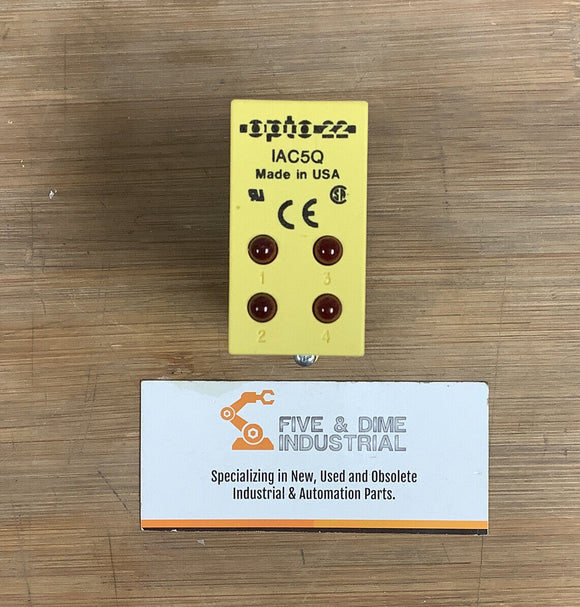 opto 22
IAC5Q
Made in USA
CE
1 3
2 4
FIVE & DIME
INDUSTRIAL
Specializing in New, Used and Obsolete
Industrial & Automation Parts.